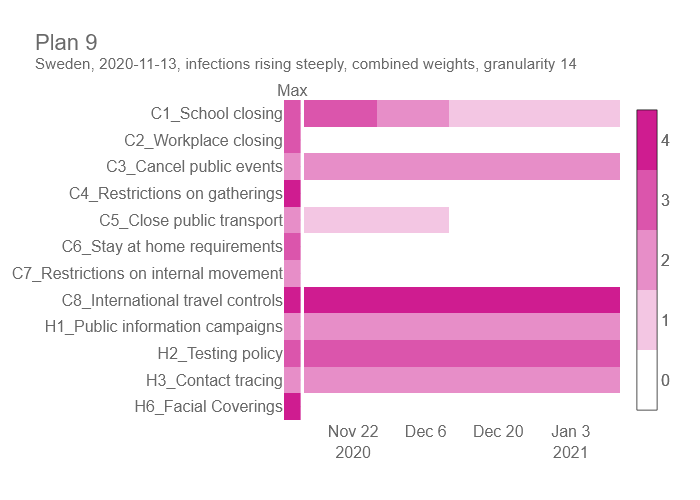 Plan 9
Sweden, 2020-11-13, infections rising steeply, combined weights, granularity 14
Max
C1_School closing
C2_Workplace closing
C3_Cancel public events
C4_Restrictions on gatherings
C5_Close public transport
C6_Stay at home requirements
C7_Restrictions on internal movement
C8_International travel controls
H1_Public information campaigns
H2_Testing policy
H3_Contact tracing
H6_Facial Coverings
4
3
2
1
0
Nov 22 Dec 6 Dec 20 Jan 3
2020 2021